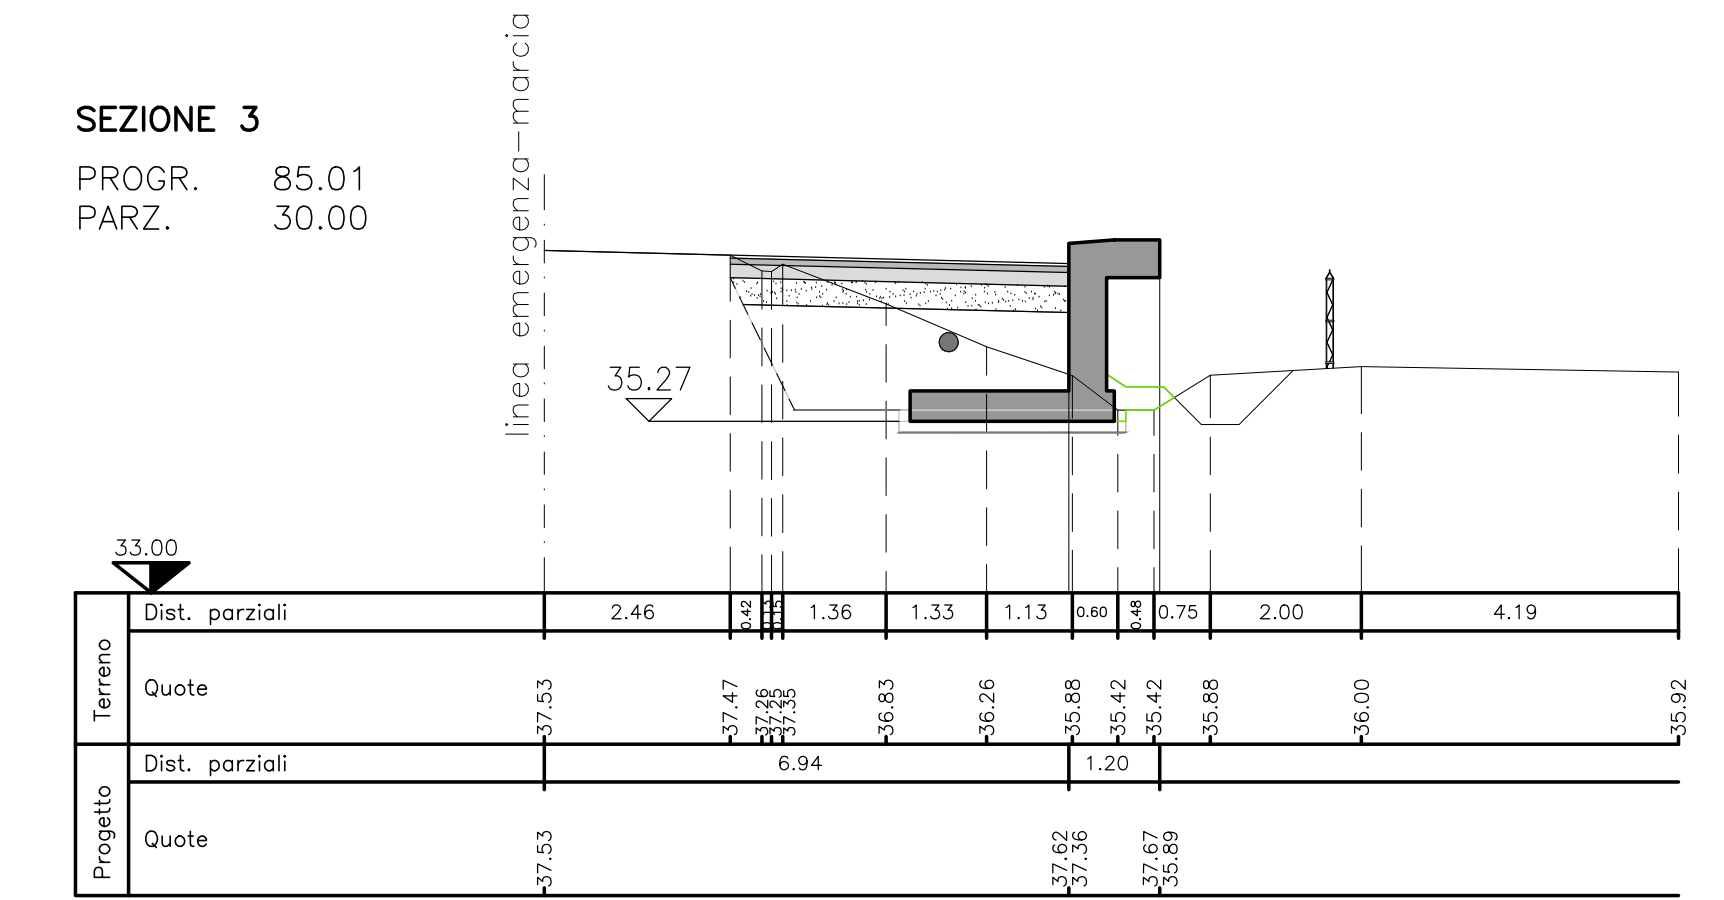 linea emergenza-marcia
SEZIONE 3
PROGR. 85.01
PARZ. 30.00
35.27
33.00
Terreno
Dist. parziali 2.46 0.42 0.13 0.15 1.36 1.33 1.13 0.60 0.48 0.75 2.00 4.19
Quote 37.53 37.47 37.26 37.25 37.35 36.83 36.26 35.88 35.42 35.42 35.88 36.00 35.92
Progetto
Dist. parziali 6.94 1.20
Quote 37.53 37.62 37.36 37.67 35.89